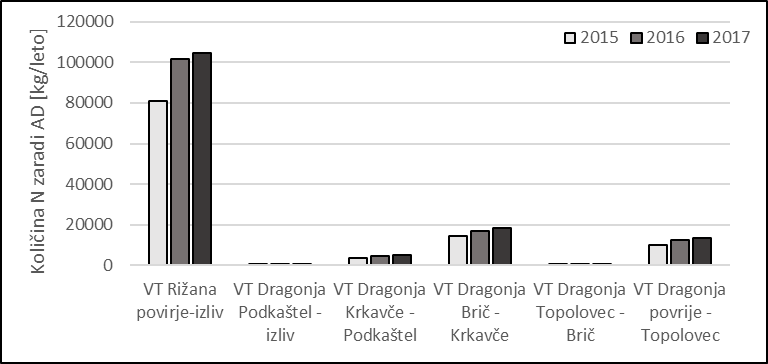 120000
100000
80000
60000
40000
20000
0
Količina N zaradi AD [kg/leto]
2015 2016 2017
VT Rižana
povirje-izliv
VT Dragonja
Podkaštel -
izliv
VT Dragonja
Krkavče -
Podkaštel
VT Dragonja
Brič -
Krkavče
VT Dragonja
Topolovec -
Brič
VT Dragonja
povrije -
Topolovec